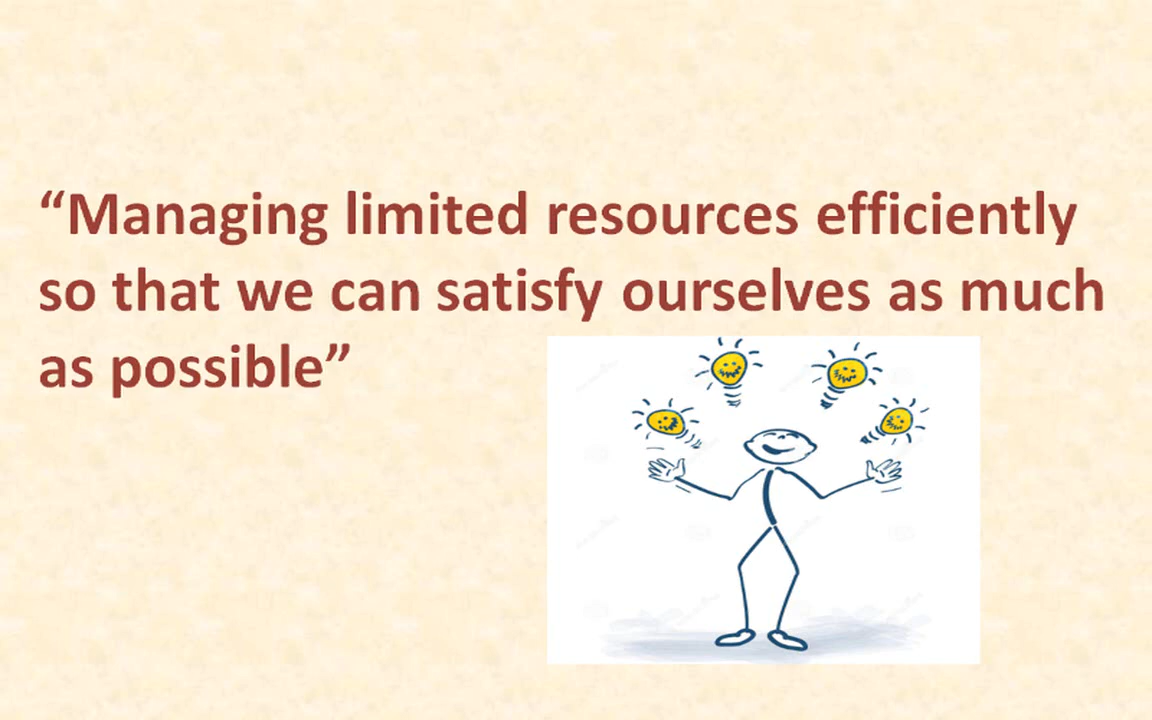 “Managing limited resources efficiently
so that we can satisfy ourselves as much
as possible”